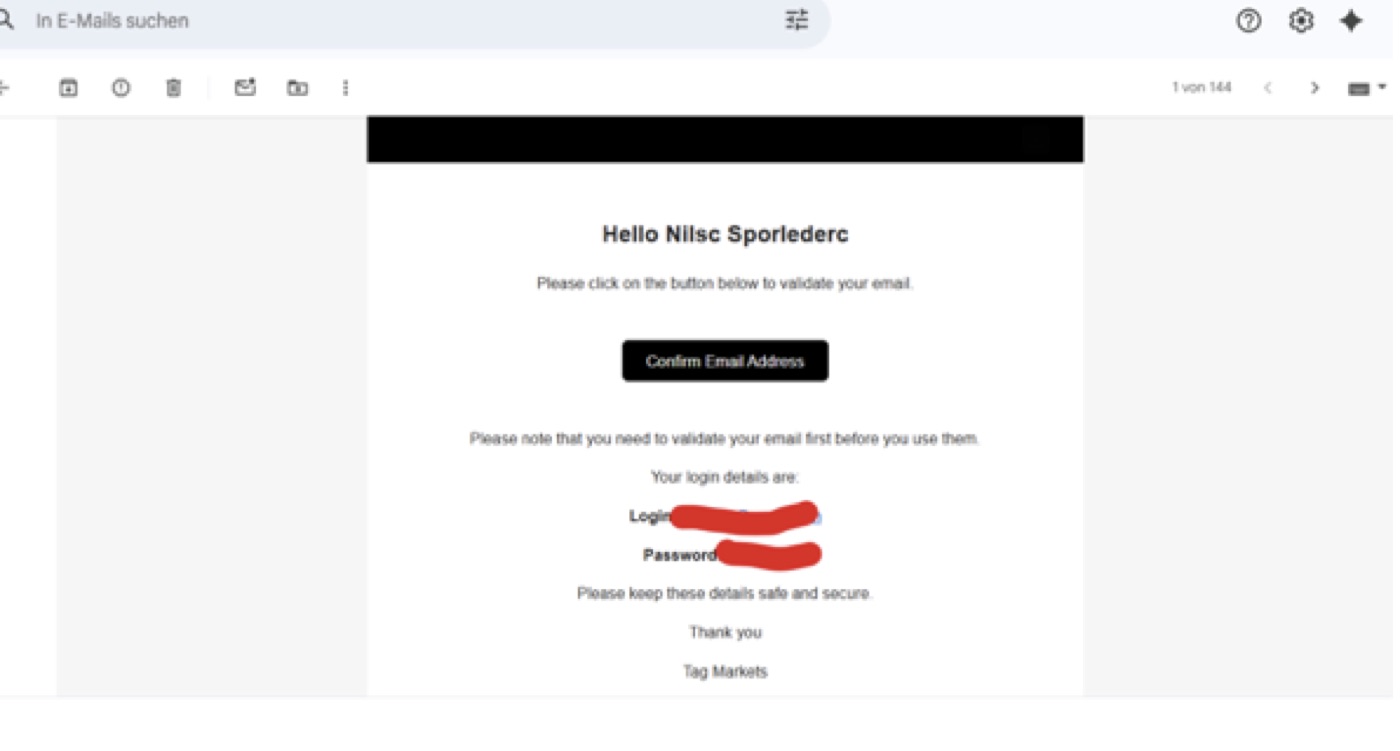 In E-Mails suchen
1 von 144
Hello Nilsc Sporlederc
Please click on the button below to validate your email.
Confirm Email Address
Please note that you need to validate your email first before you use them.
Your login details are:
Login
Password
Please keep these details safe and secure.
Thank you
Tag Markets